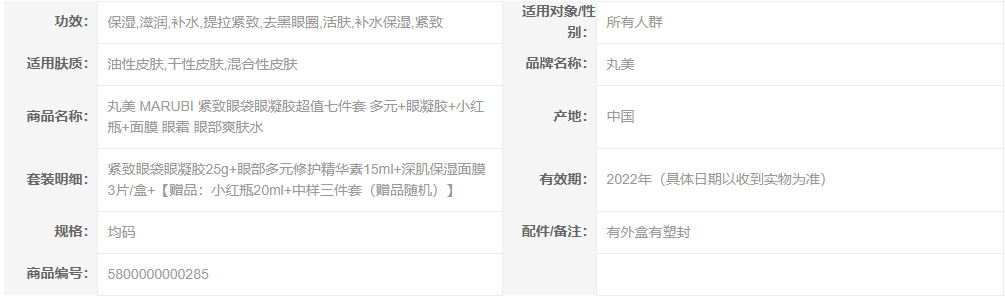 功效： 保湿,滋润,补水,提拉紧致,去黑眼圈,活肤,补水保湿,紧致
适用对象/性
别： 所有人群
适用肤质： 油性皮肤,干性皮肤,混合性皮肤
品牌名称： 丸美
商品名称： 丸美 MARUBI 紧致眼袋眼凝胶超值七件套 多元+眼凝胶+小红
瓶+面膜 眼霜 眼部爽肤水
产地： 中国
套装明细： 紧致眼袋眼凝胶25g+眼部多元修护精华素15ml+深肌保湿面膜
3片/盒+【赠品：小红瓶20ml+中样三件套（赠品随机）】
有效期： 2022年（具体日期以收到实物为准）
规格： 均码
配件/备注： 有外盒有塑封
商品编号： 5800000000285